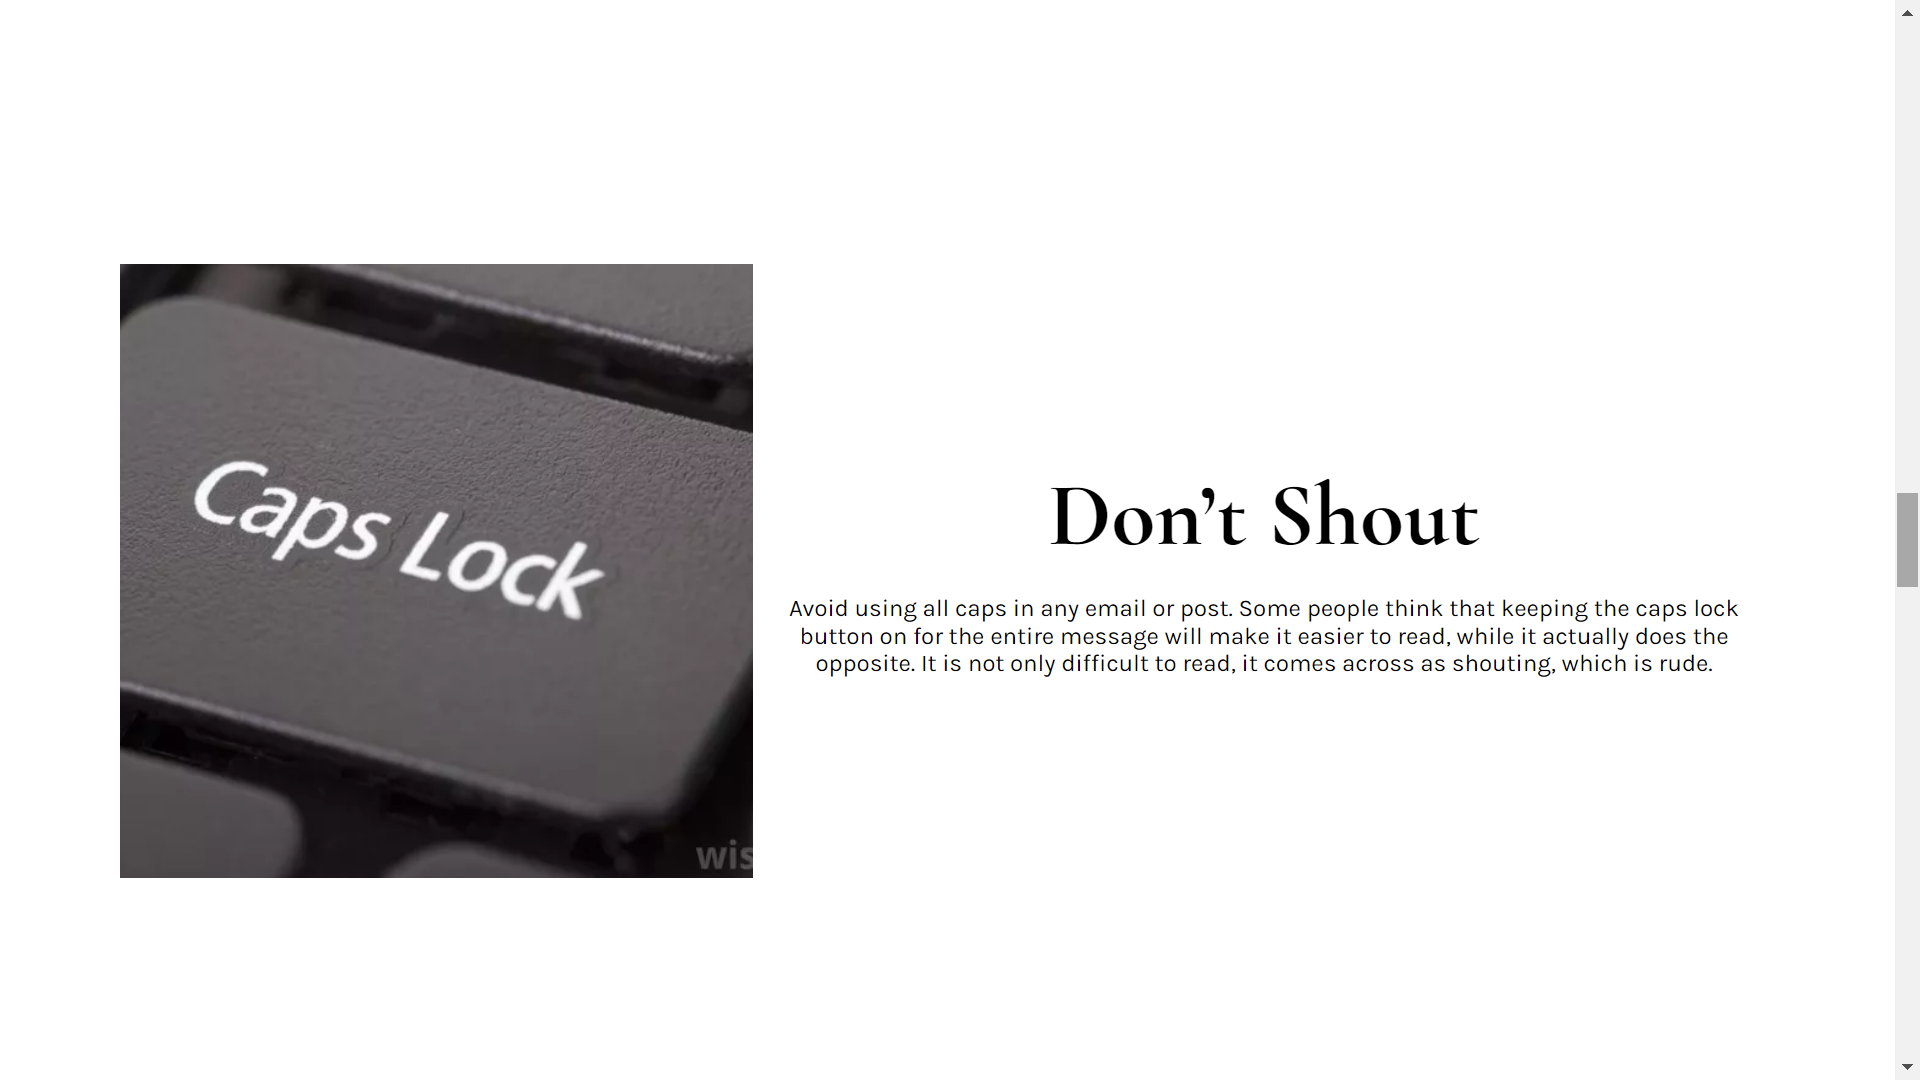 Caps Lock
wis
Don’t Shout
Avoid using all caps in any email or post. Some people think that keeping the caps lock
button on for the entire message will make it easier to read, while it actually does the
opposite. It is not only difficult to read, it comes across as shouting, which is rude.